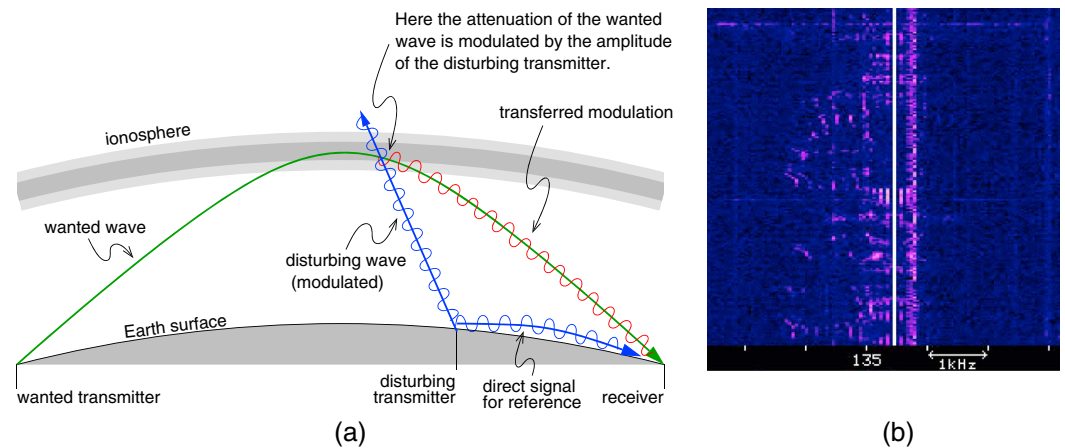 Here the attenuation of the wanted
wave is modulated by the amplitude
of the disturbing transmitter.
transferred modulation
ionosphere
wanted wave
disturbing wave
(modulated)
Earth surface
135
1kHz
wanted transmitter
disturbing
transmitter
direct signal
for reference
receiver
(a)
(b)